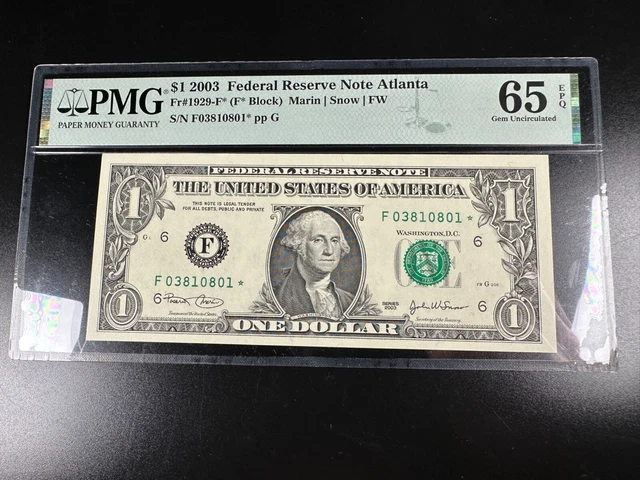 $1 2003 Federal Reserve Note Atlanta
PMG
Fr#1929-F* (F* Block) Marin | Snow | FW
PAPER MONEY GUARANTY
S/N F03810801* pp G
65 EPQ
Gem Uncirculated
FEDERAL RESERVE NOTE
THE UNITED STATES OF AMERICA
1
1
THIS NOTE IS LEGAL TENDER
FOR ALL DEBTS, PUBLIC AND PRIVATE
F 03810801 *
WASHINGTON, D.C.
6
F
6
ONE
F 03810801 *
6
SERIES
2003
6
1
ONE DOLLAR
1